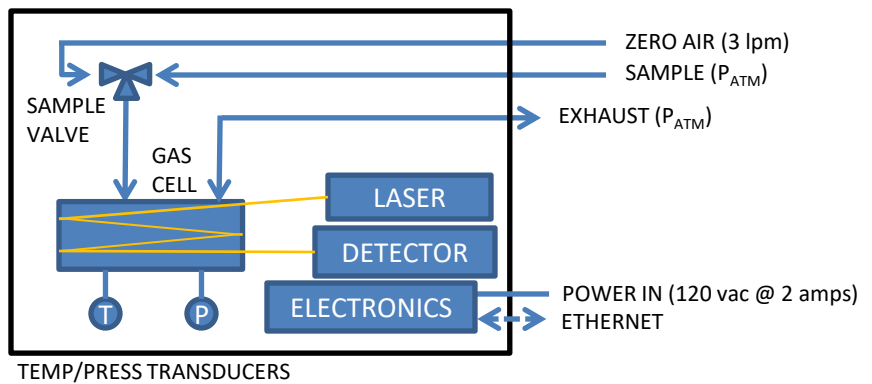 ZERO AIR (3 lpm)
SAMPLE (PATM)
SAMPLE
VALVE
EXHAUST (PATM)
GAS
CELL
LASER
DETECTOR
ELECTRONICS
T
P
POWER IN (120 vac @ 2 amps)
ETHERNET
TEMP/PRESS TRANSDUCERS